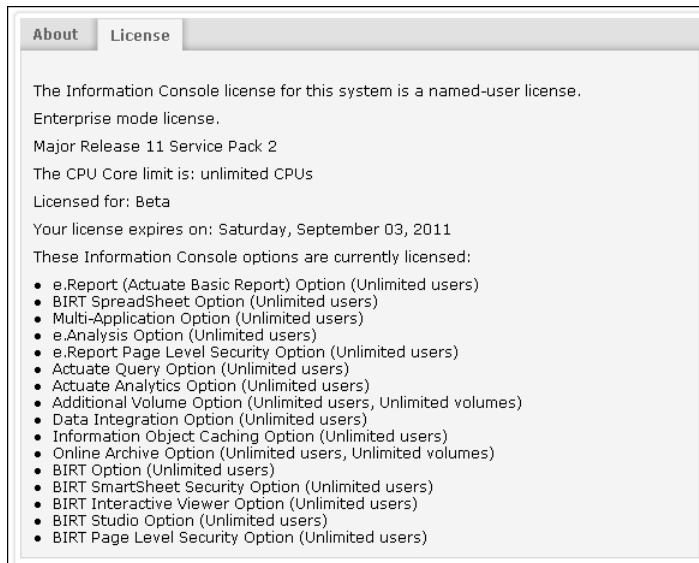 About
License
The Information Console license for this system is a named-user license.
Enterprise mode license.
Major Release 11 Service Pack 2
The CPU Core limit is: unlimited CPUs
Licensed for: Beta
Your license expires on: Saturday, September 03, 2011
These Information Console options are currently licensed:
• e.Report (Actuate Basic Report) Option (Unlimited users)
• BIRT SpreadSheet Option (Unlimited users)
• Multi-Application Option (Unlimited users)
• e.Analysis Option (Unlimited users)
• e.Report Page Level Security Option (Unlimited users)
• Actuate Query Option (Unlimited users)
• Actuate Analytics Option (Unlimited users)
• Additional Volume Option (Unlimited users, Unlimited volumes)
• Data Integration Option (Unlimited users)
• Information Object Caching Option (Unlimited users)
• Online Archive Option (Unlimited users, Unlimited volumes)
• BIRT Option (Unlimited users)
• BIRT SmartSheet Security Option (Unlimited users)
• BIRT Interactive Viewer Option (Unlimited users)
• BIRT Studio Option (Unlimited users)
• BIRT Page Level Security Option (Unlimited users)